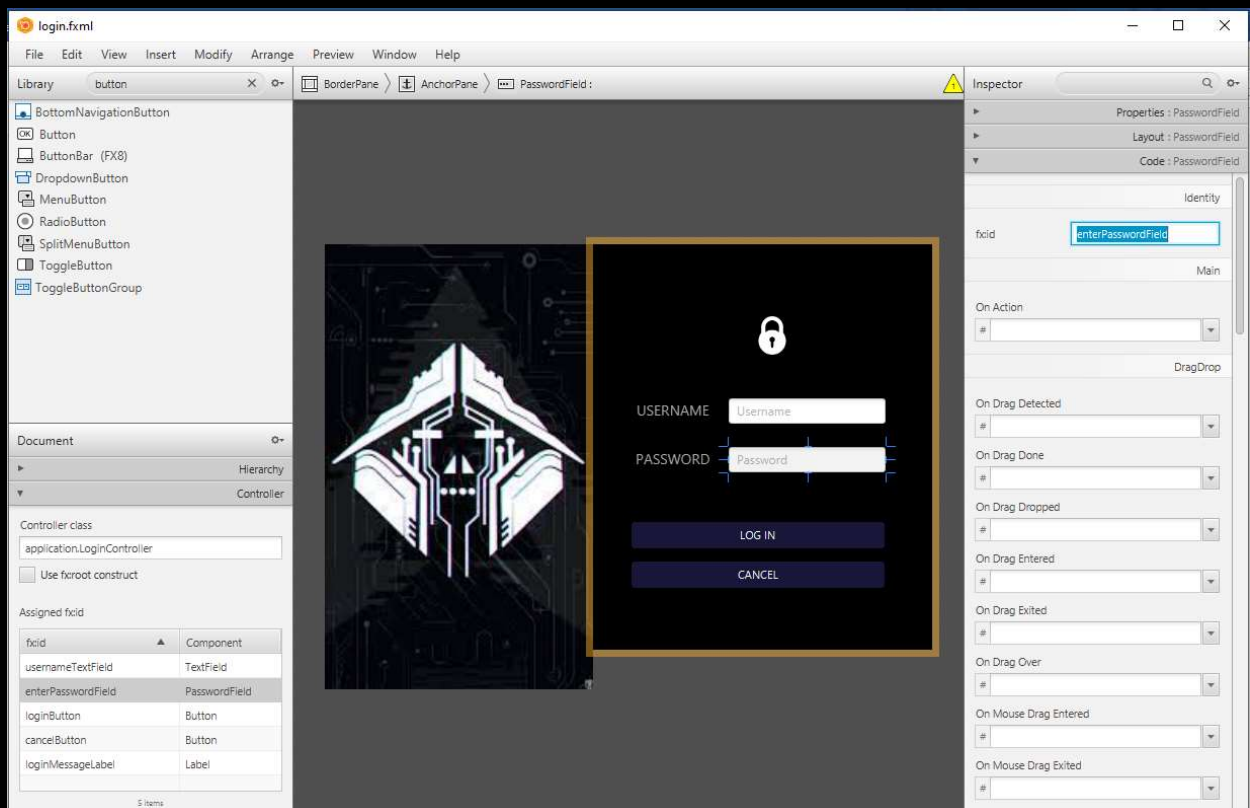 login.fxml
File Edit View Insert Modify Arrange Preview Window Help
Library button
BottomNavigationButton
Button
ButtonBar (FX8)
DropdownButton
MenuButton
RadioButton
SplitMenuButton
ToggleButton
ToggleButtonGroup
Document
Hierarchy
Controller
Controller class
application.LoginController
Use fx:root construct
Assigned fx:id
fx:id Component
usernameTextField TextField
enterPasswordField PasswordField
loginButton Button
cancelButton Button
loginMessageLabel Label
5 items
BorderPane AnchorPane PasswordField :
1
USERNAME Username
PASSWORD Password
LOG IN
CANCEL
Inspector
Properties : PasswordField
Layout : PasswordField
Code : PasswordField
Identity
fx:id enterPasswordField
Main
On Action
#
DragDrop
On Drag Detected
#
On Drag Done
#
On Drag Dropped
#
On Drag Entered
#
On Drag Exited
#
On Drag Over
#
On Mouse Drag Entered
#
On Mouse Drag Exited
#